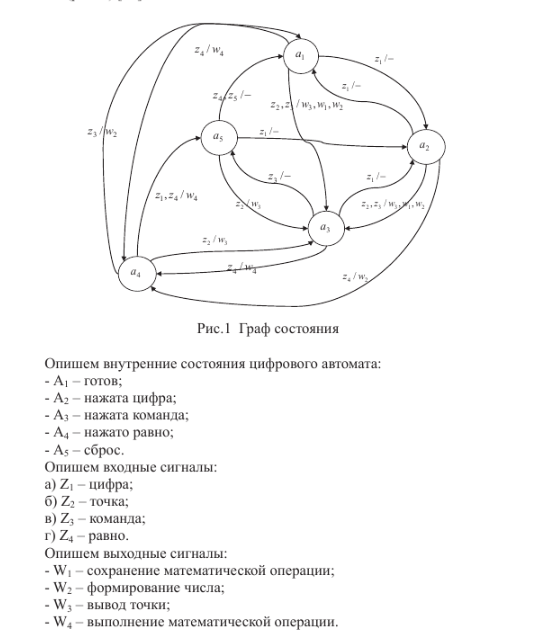 z₄ / w₄
a₁
z₁ /–
z₁ /–
z₄, z₅ /–
z₂, z₃ / w₃, w₁, w₂
z₃ / w₂
a₅
z₁ /–
a₂
z₃ /–
z₁ /–
z₁, z₄ / w₄
z₂ / w₃
z₂, z₃ / w₃, w₁, w₂
a₃
z₂ / w₃
z₄ / w₄
a₄
z₄ / w₂
Рис.1 Граф состояния
Опишем внутренние состояния цифрового автомата:
- A₁ – готов;
- A₂ – нажата цифра;
- A₃ – нажата команда;
- A₄ – нажато равно;
- A₅ – сброс.
Опишем входные сигналы:
а) Z₁ – цифра;
б) Z₂ – точка;
в) Z₃ – команда;
г) Z₄ – равно.
Опишем выходные сигналы:
- W₁ – сохранение математической операции;
- W₂ – формирование числа;
- W₃ – вывод точки;
- W₄ – выполнение математической операции.